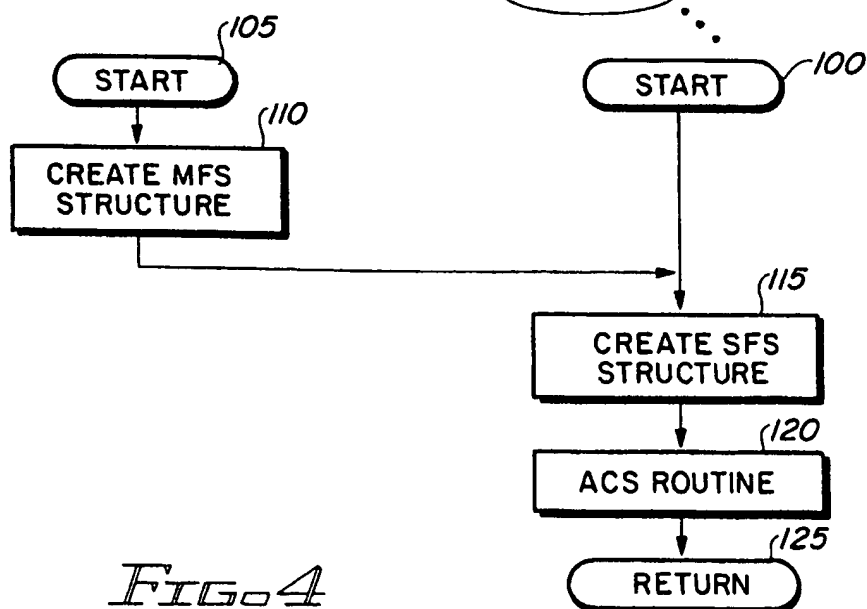 105
START
100
START
110
CREATE MFS
STRUCTURE
115
CREATE SFS
STRUCTURE
120
ACS ROUTINE
125
RETURN
FIG. 4